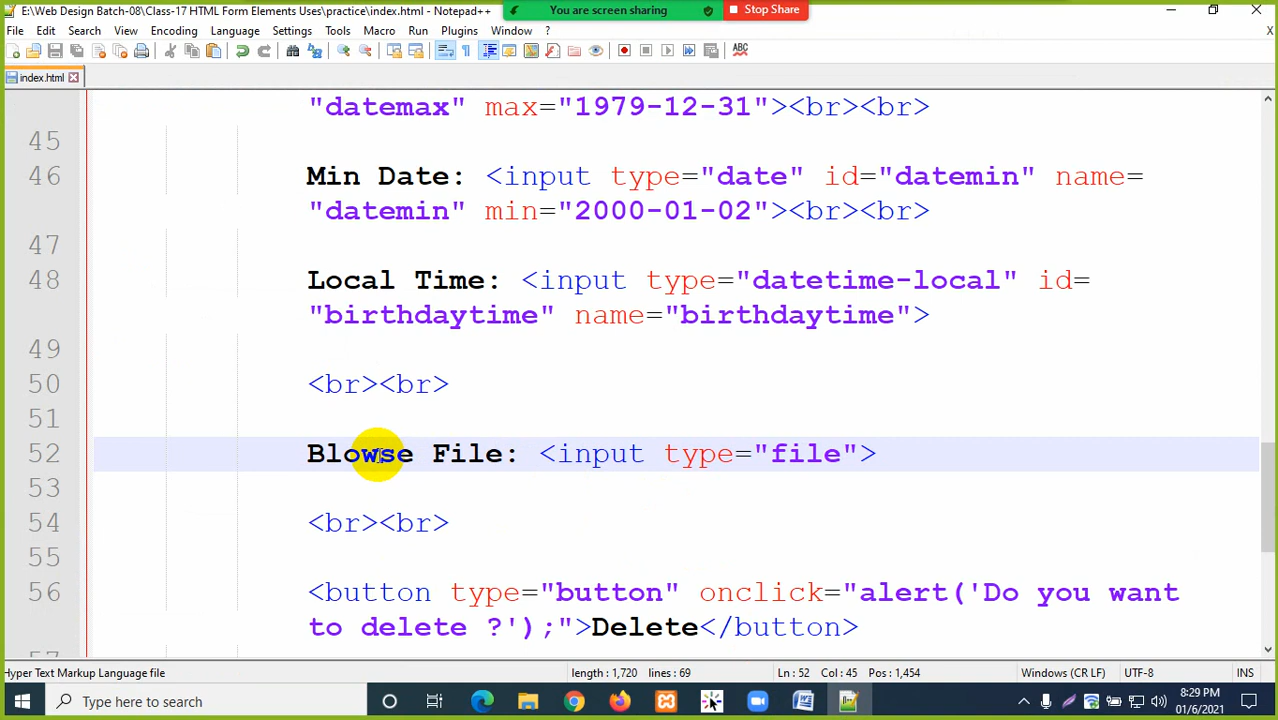 E:\Web Design Batch-08\Class-17 HTML Form Elements Uses\practice\index.html - Notepad++
You are screen sharing
Stop Share
File Edit Search View Encoding Language Settings Tools Macro Run Plugins Window ? X
index.html
"datemax" max="1979-12-31"><br><br>
45
46 Min Date: <input type="date" id="datemin" name=
"datemin" min="2000-01-02"><br><br>
47
48 Local Time: <input type="datetime-local" id=
"birthdaytime" name="birthdaytime">
49
50 <br><br>
51
52 Blowse File: <input type="file">
53
54 <br><br>
55
56 <button type="button" onclick="alert('Do you want
to delete ?');">Delete</button>
57
Hyper Text Markup Language file length : 1,720 lines : 69 Ln : 52 Col : 45 Pos : 1,454 Windows (CR LF) UTF-8 INS
Type here to search
8:29 PM
01/6/2021